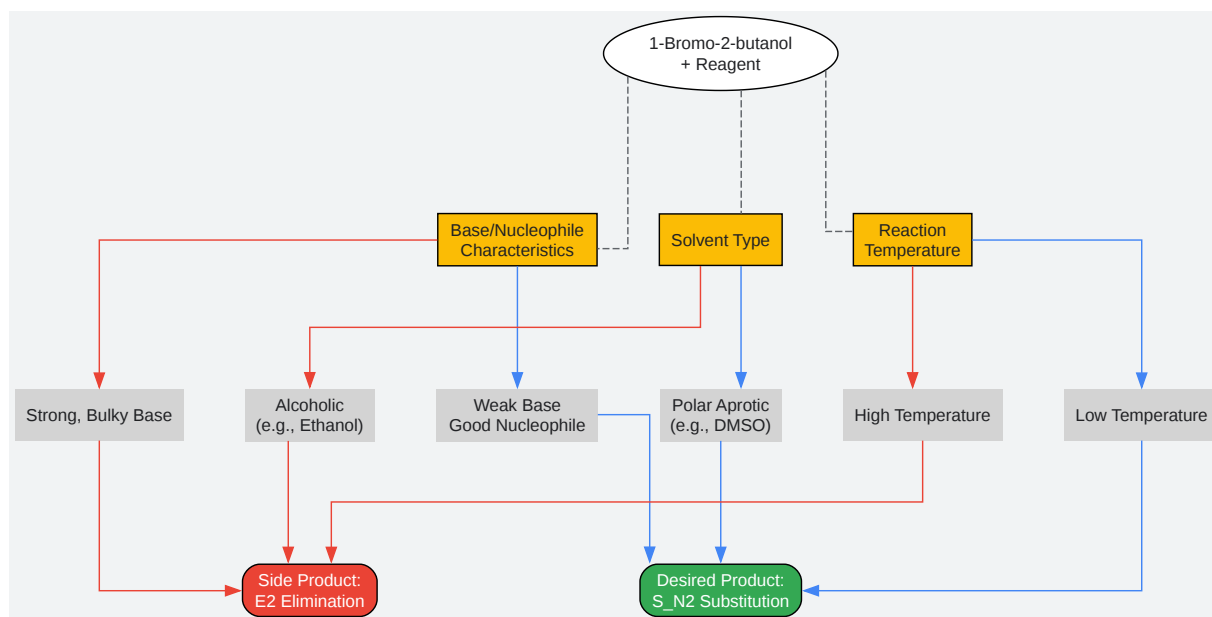 1-Bromo-2-butanol
+ Reagent
Base/Nucleophile
Characteristics
Solvent Type
Reaction
Temperature
Strong, Bulky Base
Alcoholic
(e.g., Ethanol)
Weak Base
Good Nucleophile
Polar Aprotic
(e.g., DMSO)
High Temperature
Low Temperature
Side Product:
E2 Elimination
Desired Product:
S_N2 Substitution